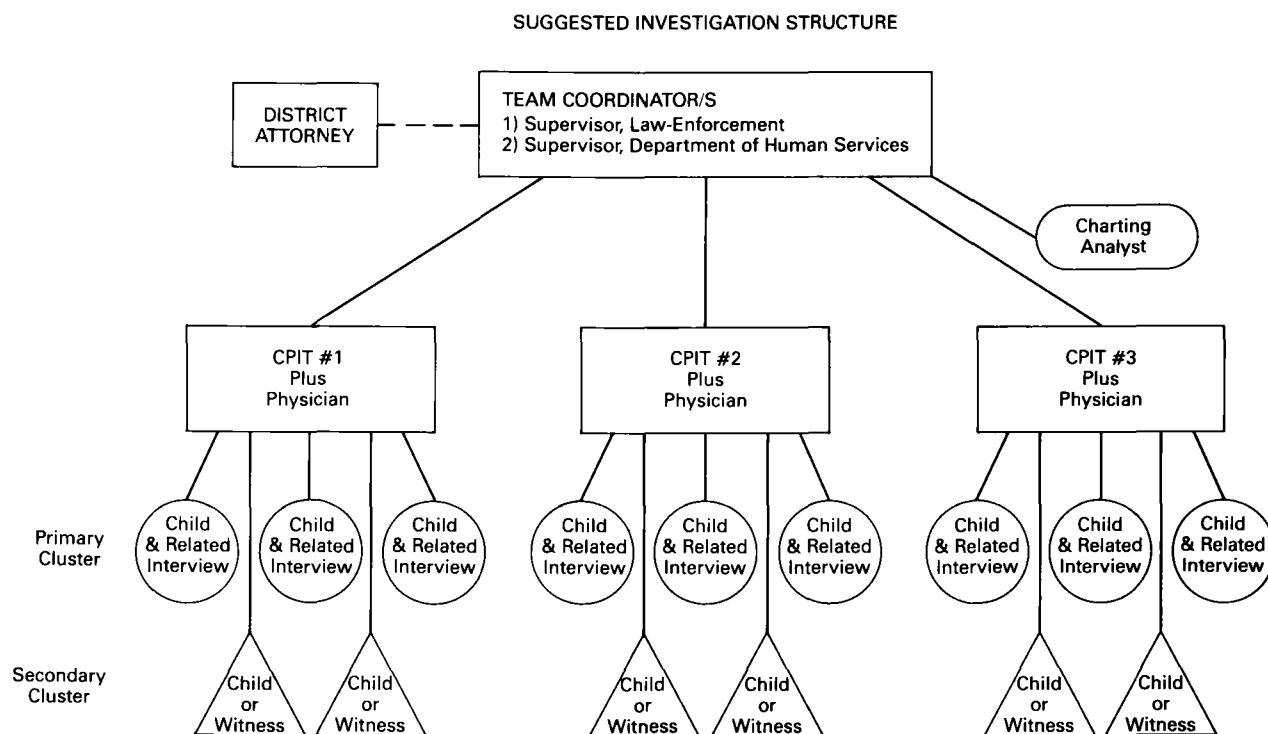 SUGGESTED INVESTIGATION STRUCTURE
DISTRICT
ATTORNEY
TEAM COORDINATOR/S
1) Supervisor, Law-Enforcement
2) Supervisor, Department of Human Services
Charting
Analyst
CPIT #1
Plus
Physician
CPIT #2
Plus
Physician
CPIT #3
Plus
Physician
Primary
Cluster
Child
& Related
Interview
Child
& Related
Interview
Child
& Related
Interview
Child
& Related
Interview
Child
& Related
Interview
Child
& Related
Interview
Child
& Related
Interview
Child
& Related
Interview
Child
& Related
Interview
Secondary
Cluster
Child
or
Witness
Child
or
Witness
Child
or
Witness
Child
or
Witness
Child
or
Witness
Child
or
Witness